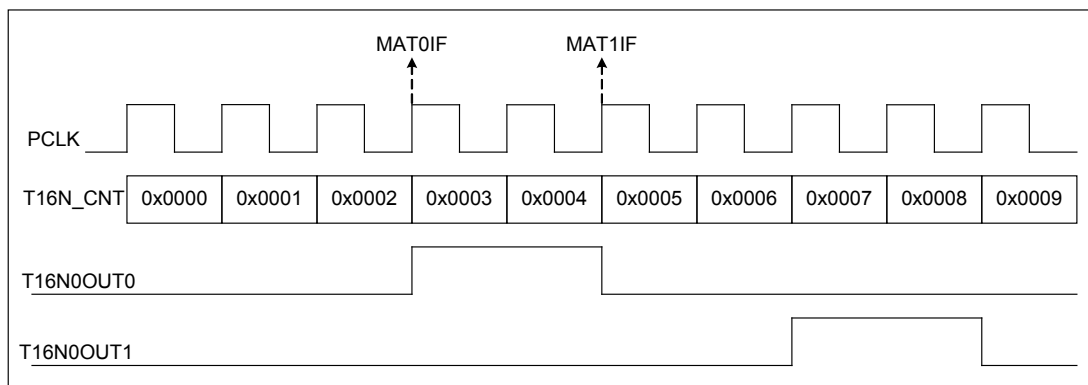 MAT0IF MAT1IF
PCLK
T16N_CNT 0x0000 0x0001 0x0002 0x0003 0x0004 0x0005 0x0006 0x0007 0x0008 0x0009
T16N0OUT0
T16N0OUT1